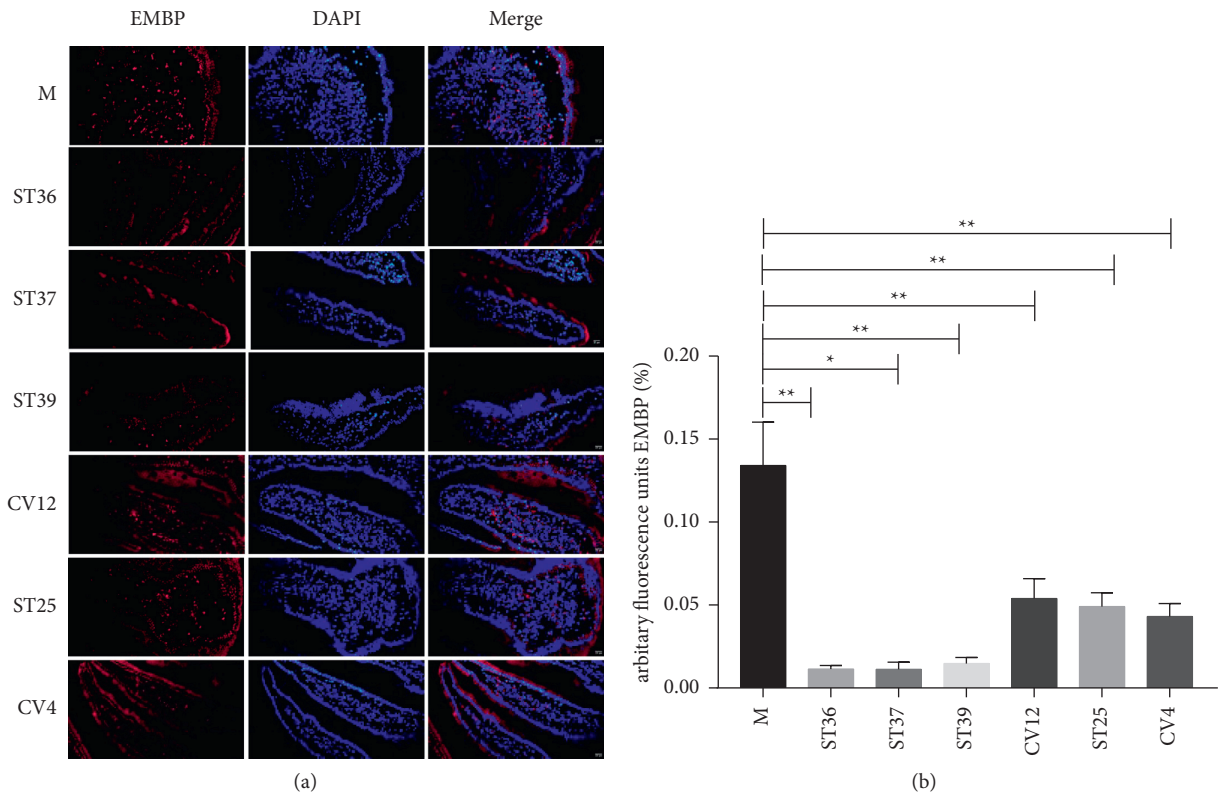 EMBP DAPI Merge
M
ST36
ST37
ST39
CV12
ST25
CV4
(a)
**
**
**
**
*
**
arbitary fluorescence units EMBP (%)
0.20
0.15
0.10
0.05
0.00
M ST36 ST37 ST39 CV12 ST25 CV4
(b)